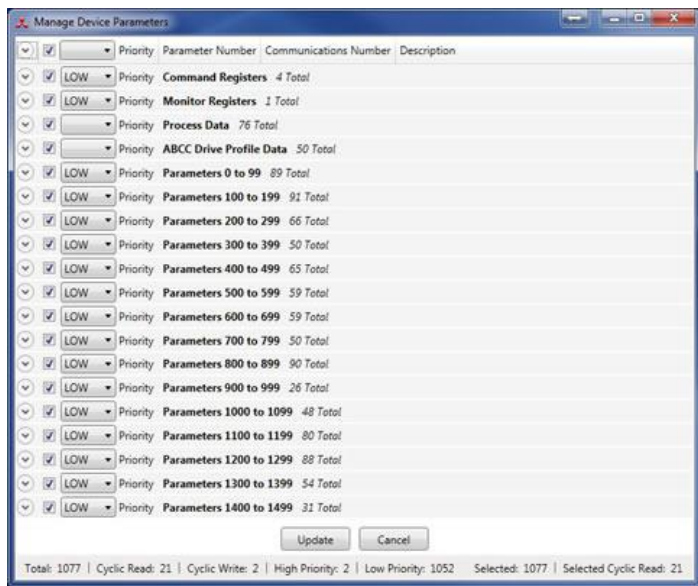 Manage Device Parameters
Priority Parameter Number Communications Number Description
LOW Priority Command Registers 4 Total
LOW Priority Monitor Registers 1 Total
Priority Process Data 76 Total
Priority ABCC Drive Profile Data 50 Total
LOW Priority Parameters 0 to 99 89 Total
LOW Priority Parameters 100 to 199 91 Total
LOW Priority Parameters 200 to 299 66 Total
LOW Priority Parameters 300 to 399 50 Total
LOW Priority Parameters 400 to 499 65 Total
LOW Priority Parameters 500 to 599 59 Total
LOW Priority Parameters 600 to 699 59 Total
LOW Priority Parameters 700 to 799 50 Total
LOW Priority Parameters 800 to 899 90 Total
LOW Priority Parameters 900 to 999 26 Total
LOW Priority Parameters 1000 to 1099 48 Total
LOW Priority Parameters 1100 to 1199 80 Total
LOW Priority Parameters 1200 to 1299 88 Total
LOW Priority Parameters 1300 to 1399 54 Total
LOW Priority Parameters 1400 to 1499 31 Total
Update Cancel
Total: 1077 | Cyclic Read: 21 | Cyclic Write: 2 | High Priority: 2 | Low Priority: 1052 Selected: 1077 | Selected Cyclic Read: 21